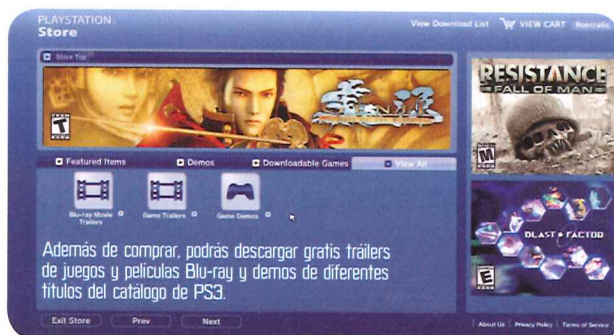 PLAYSTATION.
Store
View Download List VIEW CART Roecratic
Store Top
T
Featured Items Demos Downloadable Games View All
Blu-ray Movie
Trailers
Game Trailers
Game Demos
Además de comprar, podrás descargar gratis tráilers
de juegos y películas Blu-ray y demos de diferentes
títulos del catálogo de PS3.
Exit Store Prev Next
RESISTANCE
FALL OF MAN
M
BLAST FACTOR
E
About Us | Privacy Policy | Terms of Service